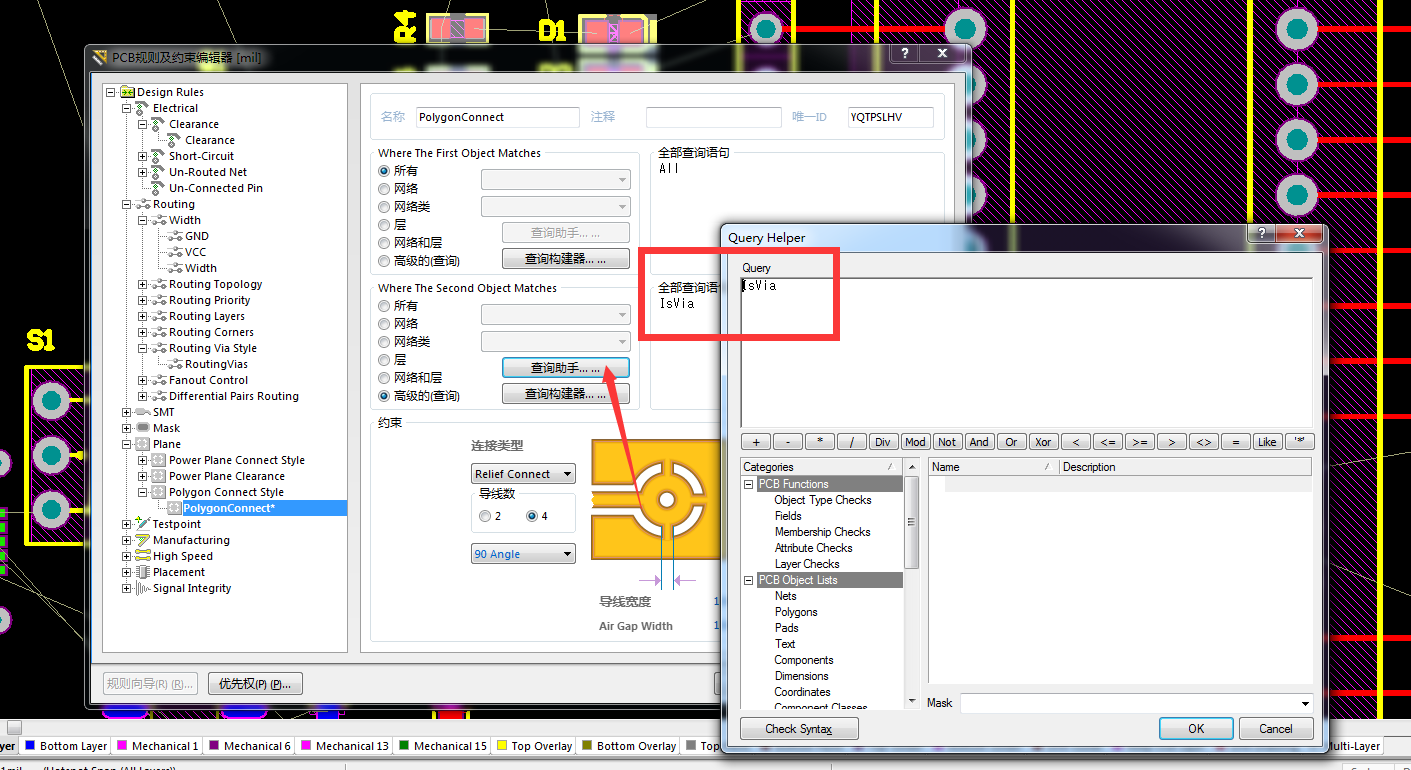 R4
D1
PCB规则及约束编辑器 [mil]
Design Rules
Electrical
Clearance
Clearance
Short-Circuit
Un-Routed Net
Un-Connected Pin
Routing
Width
GND
VCC
Width
Routing Topology
Routing Priority
Routing Layers
Routing Corners
Routing Via Style
RoutingVias
Fanout Control
Differential Pairs Routing
SMT
Mask
Plane
Power Plane Connect Style
Power Plane Clearance
Polygon Connect Style
PolygonConnect*
Testpoint
Manufacturing
High Speed
Placement
Signal Integrity
S1
名称 PolygonConnect 注释 唯一ID YQTPSLHV
Where The First Object Matches
所有
网络
网络类
层
网络和层
高级的(查询)
查询助手... ...
查询构建器... ...
全部查询语句
All
Where The Second Object Matches
所有
网络
网络类
层
网络和层
高级的(查询)
查询助手... ...
查询构建器... ...
全部查询语
IsVia
约束
连接类型
Relief Connect
导线数
2 4
90 Angle
导线宽度 1
Air Gap Width 1
规则向导(R) (R)... 优先权(P) (P)...
Query Helper
Query
IsVia
+ - * / Div Mod Not And Or Xor < <= >= > <> = Like '*'
Categories
PCB Functions
Object Type Checks
Fields
Membership Checks
Attribute Checks
Layer Checks
PCB Object Lists
Nets
Polygons
Pads
Text
Components
Dimensions
Coordinates
Component Classes
Name Description
Mask
Check Syntax OK Cancel
yer Bottom Layer Mechanical 1 Mechanical 6 Mechanical 13 Mechanical 15 Top Overlay Bottom Overlay Top ulti-Layer